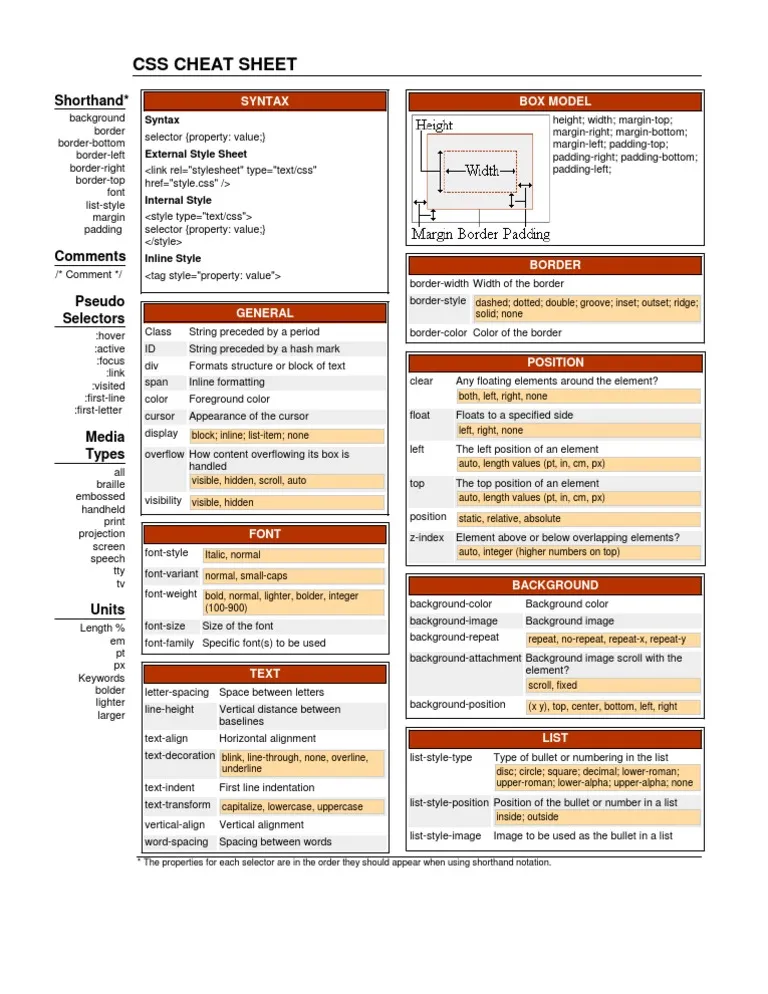 CSS CHEAT SHEET
Shorthand*
background
border
border-bottom
border-left
border-right
border-top
font
list-style
margin
padding
Comments
/* Comment */
Pseudo
Selectors
:hover
:active
:focus
:link
:visited
:first-line
:first-letter
Media
Types
all
braille
embossed
handheld
print
projection
screen
speech
tty
tv
Units
Length %
em
pt
px
Keywords
bolder
lighter
larger
SYNTAX
Syntax
selector {property: value;}
External Style Sheet
<link rel="stylesheet" type="text/css"
href="style.css" />
Internal Style
<style type="text/css">
selector {property: value;}
</style>
Inline Style
<tag style="property: value">
GENERAL
Class String preceded by a period
ID String preceded by a hash mark
div Formats structure or block of text
span Inline formatting
color Foreground color
cursor Appearance of the cursor
display block; inline; list-item; none
overflow How content overflowing its box is
handled
visible, hidden, scroll, auto
visibility visible, hidden
FONT
font-style Italic, normal
font-variant normal, small-caps
font-weight bold, normal, lighter, bolder, integer
(100-900)
font-size Size of the font
font-family Specific font(s) to be used
TEXT
letter-spacing Space between letters
line-height Vertical distance between
baselines
text-align Horizontal alignment
text-decoration blink, line-through, none, overline,
underline
text-indent First line indentation
text-transform capitalize, lowercase, uppercase
vertical-align Vertical alignment
word-spacing Spacing between words
BOX MODEL
Height
Width
Margin Border Padding
height; width; margin-top;
margin-right; margin-bottom;
margin-left; padding-top;
padding-right; padding-bottom;
padding-left;
BORDER
border-width Width of the border
border-style dashed; dotted; double; groove; inset; outset; ridge;
solid; none
border-color Color of the border
POSITION
clear Any floating elements around the element?
both, left, right, none
float Floats to a specified side
left, right, none
left The left position of an element
auto, length values (pt, in, cm, px)
top The top position of an element
auto, length values (pt, in, cm, px)
position static, relative, absolute
z-index Element above or below overlapping elements?
auto, integer (higher numbers on top)
BACKGROUND
background-color Background color
background-image Background image
background-repeat repeat, no-repeat, repeat-x, repeat-y
background-attachment Background image scroll with the
element?
scroll, fixed
background-position (x y), top, center, bottom, left, right
LIST
list-style-type Type of bullet or numbering in the list
disc; circle; square; decimal; lower-roman;
upper-roman; lower-alpha; upper-alpha; none
list-style-position Position of the bullet or number in a list
inside; outside
list-style-image Image to be used as the bullet in a list
* The properties for each selector are in the order they should appear when using shorthand notation.